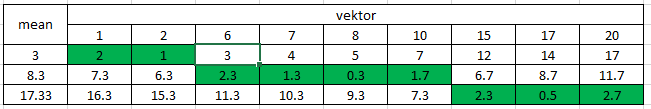 mean vektor
1 2 6 7 8 10 15 17 20
3 2 1 3 4 5 7 12 14 17
8.3 7.3 6.3 2.3 1.3 0.3 1.7 6.7 8.7 11.7
17.33 16.3 15.3 11.3 10.3 9.3 7.3 2.3 0.5 2.7